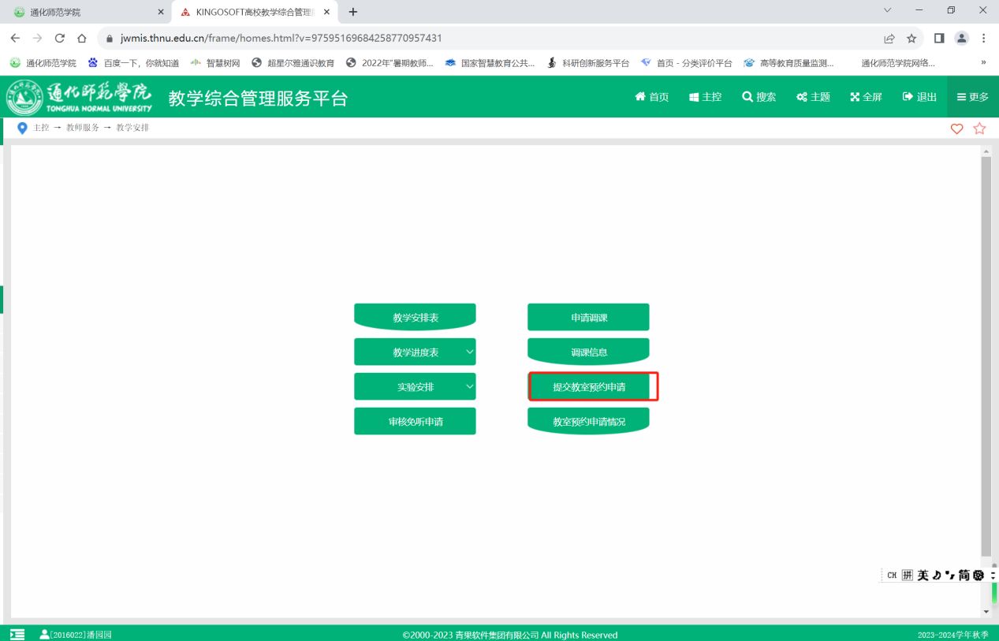 通化师范学院
KINGOSOFT高校教学综合管理
jwmis.thnu.edu.cn/frame/homes.html?v=97595169684258770957431
通化师范学院 百度一下，你就知道 智慧树网 超星尔雅通识教育 2022年"暑期教师... 国家智慧教育公共... 科研创新服务平台 首页 - 分类评价平台 高等教育质量监测... 通化师范学院网络... »
通化师范學院
TONGHUA NORMAL UNIVERSITY
教学综合管理服务平台
首页 主控 搜索 主题 全屏 退出 更多
主控 → 教师服务 → 教学安排
教学安排表 申请调课
教学进度表 调课信息
实验安排 提交教室预约申请
审核免听申请 教室预约申请情况
CH 拼 英 简
[2016022]潘园园 ©2000-2023 青果软件集团有限公司 All Rights Reserved 2023-2024学年秋季